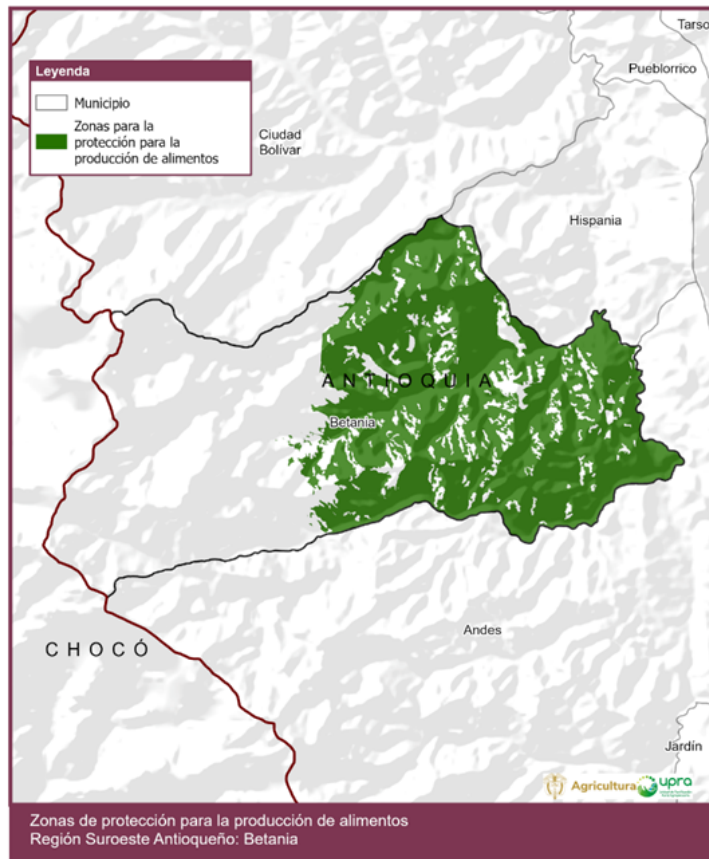 Tarso
Leyenda
Pueblorrico
Municipio
Zonas para la
protección para la
producción de alimentos
Ciudad
Bolívar
Hispania
ANTIOQUIA
Betania
Andes
CHOCÓ
Jardín
Agricultura upra
Zonas de protección para la producción de alimentos
Región Suroeste Antioqueño: Betania